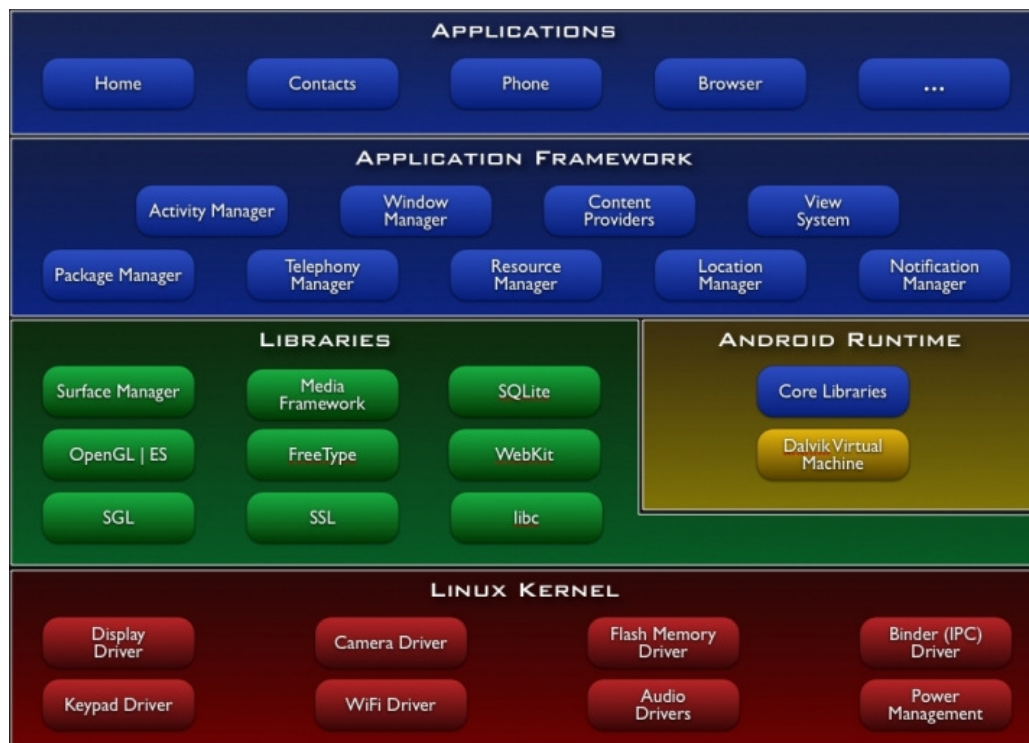 APPLICATIONS
Home
Contacts
Phone
Browser
...
APPLICATION FRAMEWORK
Activity Manager
Window
Manager
Content
Providers
View
System
Package Manager
Telephony
Manager
Resource
Manager
Location
Manager
Notification
Manager
LIBRARIES
Surface Manager
Media
Framework
SQLite
OpenGL | ES
FreeType
WebKit
SGL
SSL
libc
ANDROID RUNTIME
Core Libraries
Dalvik Virtual
Machine
LINUX KERNEL
Display
Driver
Camera Driver
Flash Memory
Driver
Binder (IPC)
Driver
Keypad Driver
WiFi Driver
Audio
Drivers
Power
Management